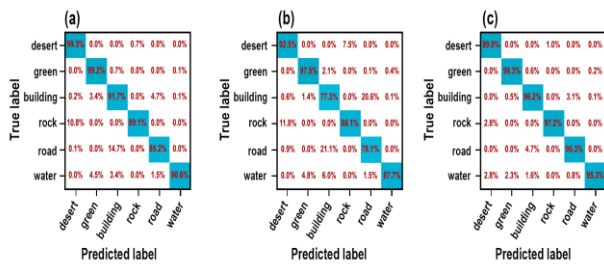 (a)
True label
desert 99.3% 0.0% 0.0% 0.7% 0.0% 0.0%
green 0.0% 99.2% 0.7% 0.0% 0.0% 0.1%
building 0.2% 3.4% 91.7% 0.0% 4.7% 0.1%
rock 10.8% 0.0% 0.0% 89.1% 0.0% 0.0%
road 0.1% 0.0% 14.7% 0.0% 85.2% 0.0%
water 0.0% 4.5% 3.4% 0.0% 1.5% 90.6%
desert green building rock road water
Predicted label
(b)
True label
desert 92.5% 0.0% 0.0% 7.5% 0.0% 0.0%
green 0.0% 97.5% 2.1% 0.0% 0.1% 0.4%
building 0.6% 1.4% 77.3% 0.0% 20.6% 0.1%
rock 11.8% 0.0% 0.0% 88.1% 0.0% 0.0%
road 0.9% 0.0% 21.1% 0.0% 78.1% 0.0%
water 0.0% 4.8% 6.0% 0.0% 1.5% 87.7%
desert green building rock road water
Predicted label
(c)
True label
desert 0.0% 0.0% 1.0% 0.0% 0.0%
green 0.0% 99.3% 0.6% 0.0% 0.0% 0.2%
building 0.0% 0.5% 96.2% 0.0% 3.1% 0.1%
rock 2.8% 0.0% 0.0% 97.2% 0.0% 0.0%
road 0.0% 0.0% 4.7% 0.0% 95.3% 0.0%
water 2.8% 2.3% 1.6% 0.0% 0.8% 95.3%
desert green building rock road water
Predicted label